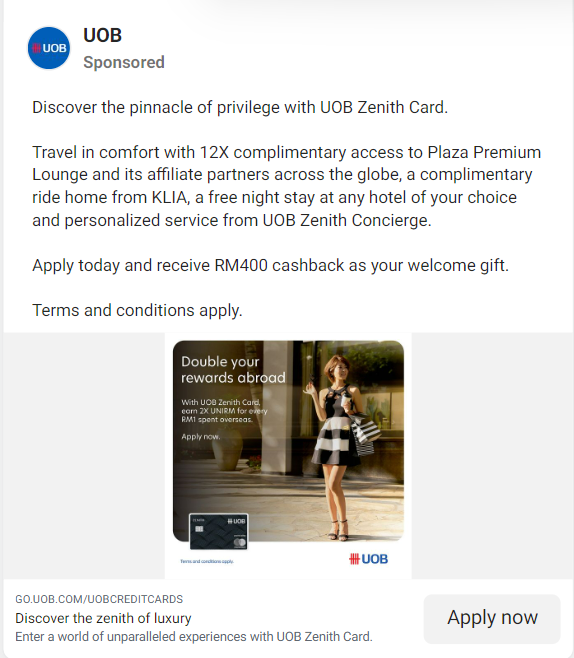 UOB
UOB
Sponsored
Discover the pinnacle of privilege with UOB Zenith Card.
Travel in comfort with 12X complimentary access to Plaza Premium
Lounge and its affiliate partners across the globe, a complimentary
ride home from KLIA, a free night stay at any hotel of your choice
and personalized service from UOB Zenith Concierge.
Apply today and receive RM400 cashback as your welcome gift.
Terms and conditions apply.
Double your
rewards abroad
With UOB Zenith Card,
earn 2X UNIRM for every
RM1 spent overseas.
Apply now.
UOB
Terms and conditions apply.
UOB
GO.UOB.COM/UOBCREDITCARDS
Discover the zenith of luxury
Enter a world of unparalleled experiences with UOB Zenith Card.
Apply now